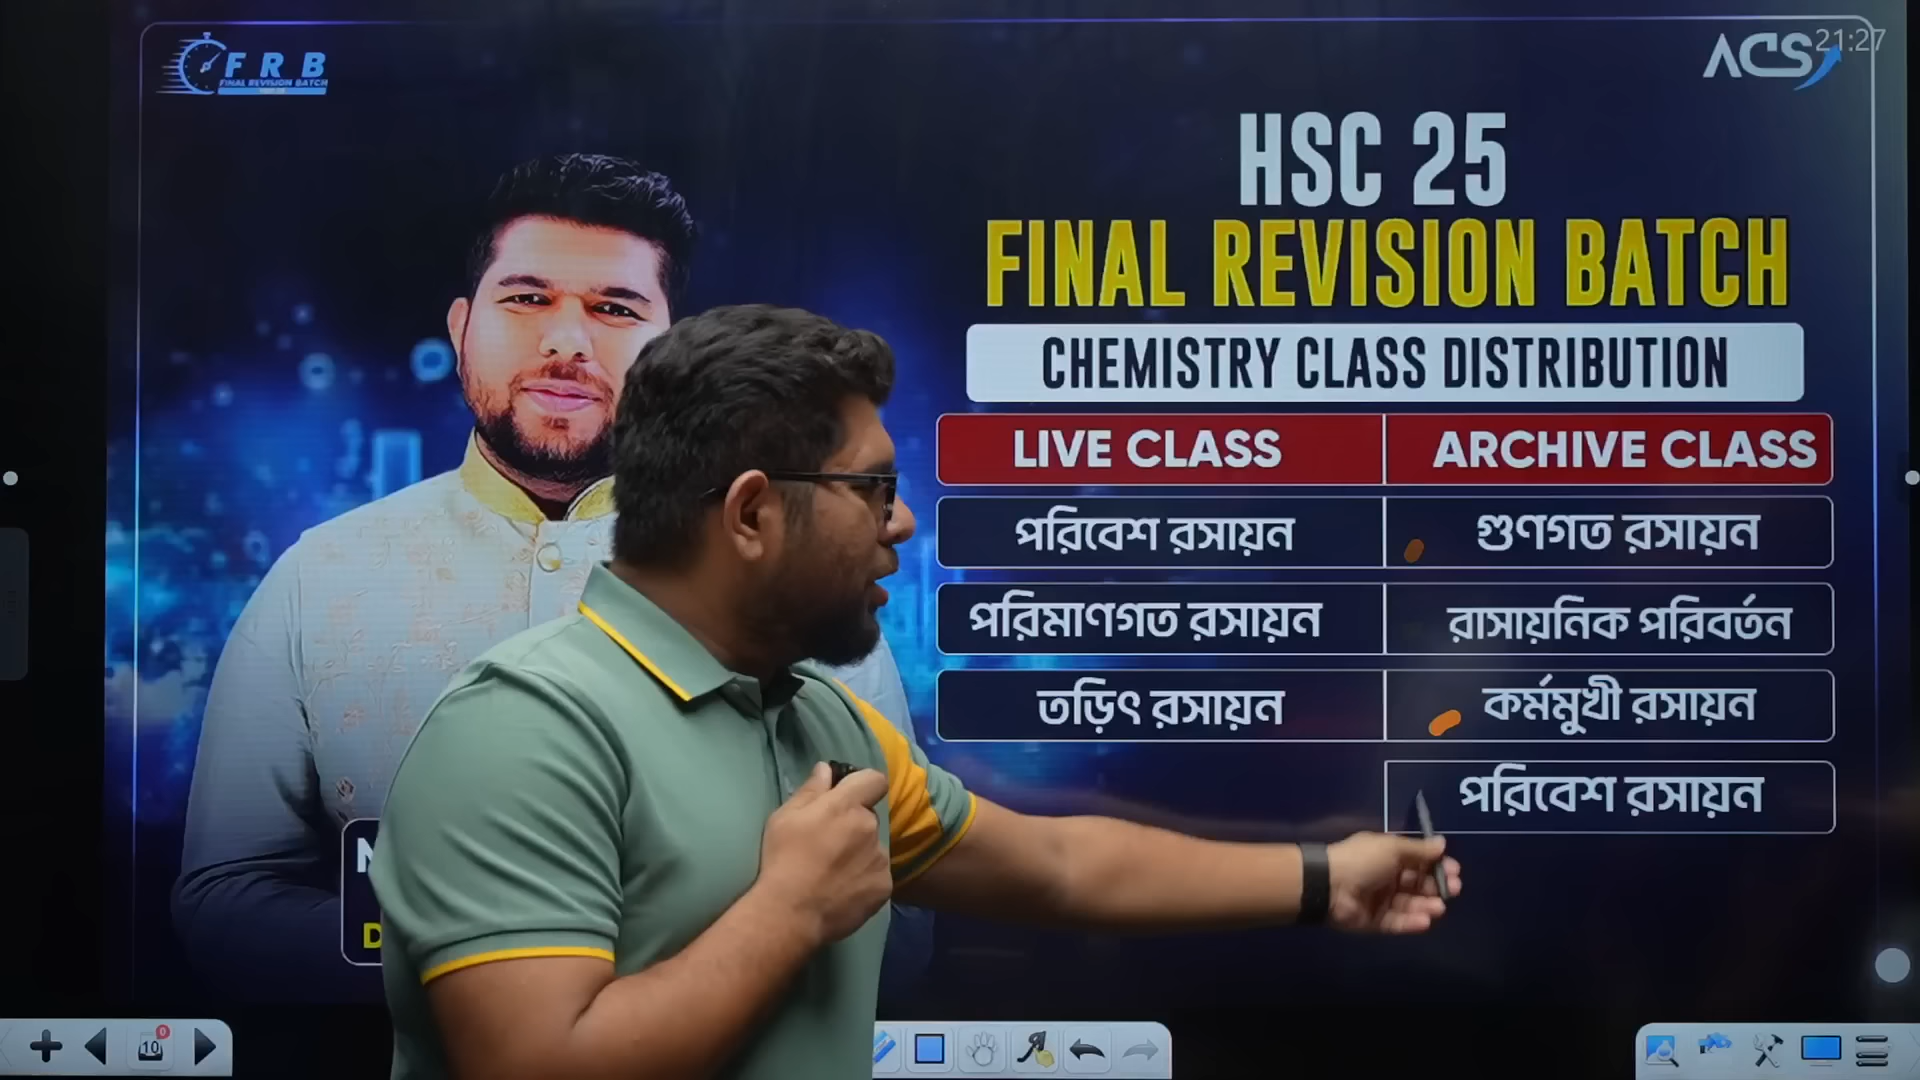 FRB
FINAL REVISION BATCH
ACS
21:27
HSC 25
FINAL REVISION BATCH
CHEMISTRY CLASS DISTRIBUTION
LIVE CLASS
ARCHIVE CLASS
পরিবেশ রসায়ন
গুণগত রসায়ন
পরিমাণগত রসায়ন
রাসায়নিক পরিবর্তন
তড়িৎ রসায়ন
কর্মমুখী রসায়ন
পরিবেশ রসায়ন
N
D
10
0